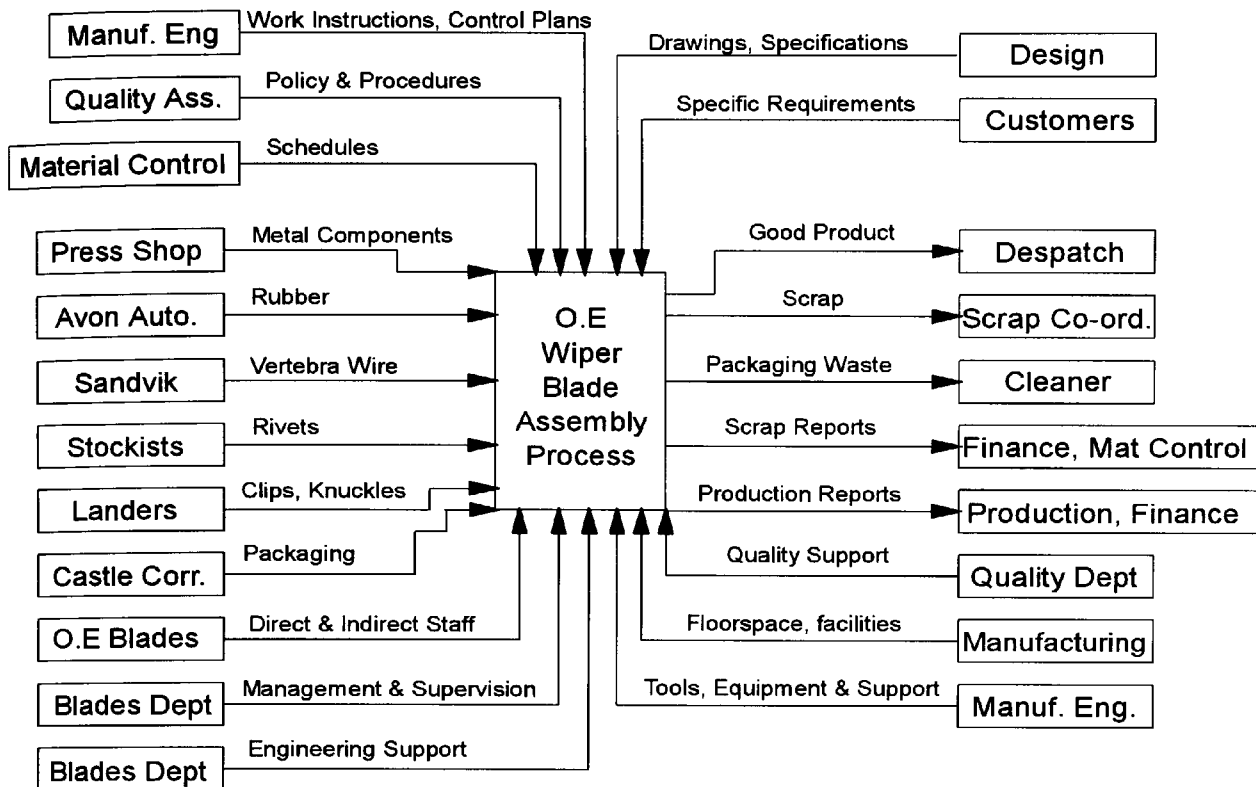 Manuf. Eng
Work Instructions, Control Plans
Quality Ass.
Policy & Procedures
Material Control
Schedules
Drawings, Specifications
Design
Specific Requirements
Customers
Press Shop
Metal Components
Avon Auto.
Rubber
Sandvik
Vertebra Wire
Stockists
Rivets
Landers
Clips, Knuckles
Castle Corr.
Packaging
O.E Blades
Direct & Indirect Staff
Blades Dept
Management & Supervision
Blades Dept
Engineering Support
O.E
Wiper
Blade
Assembly
Process
Good Product
Despatch
Scrap
Scrap Co-ord.
Packaging Waste
Cleaner
Scrap Reports
Finance, Mat Control
Production Reports
Production, Finance
Quality Support
Quality Dept
Floorspace, facilities
Manufacturing
Tools, Equipment & Support
Manuf. Eng.